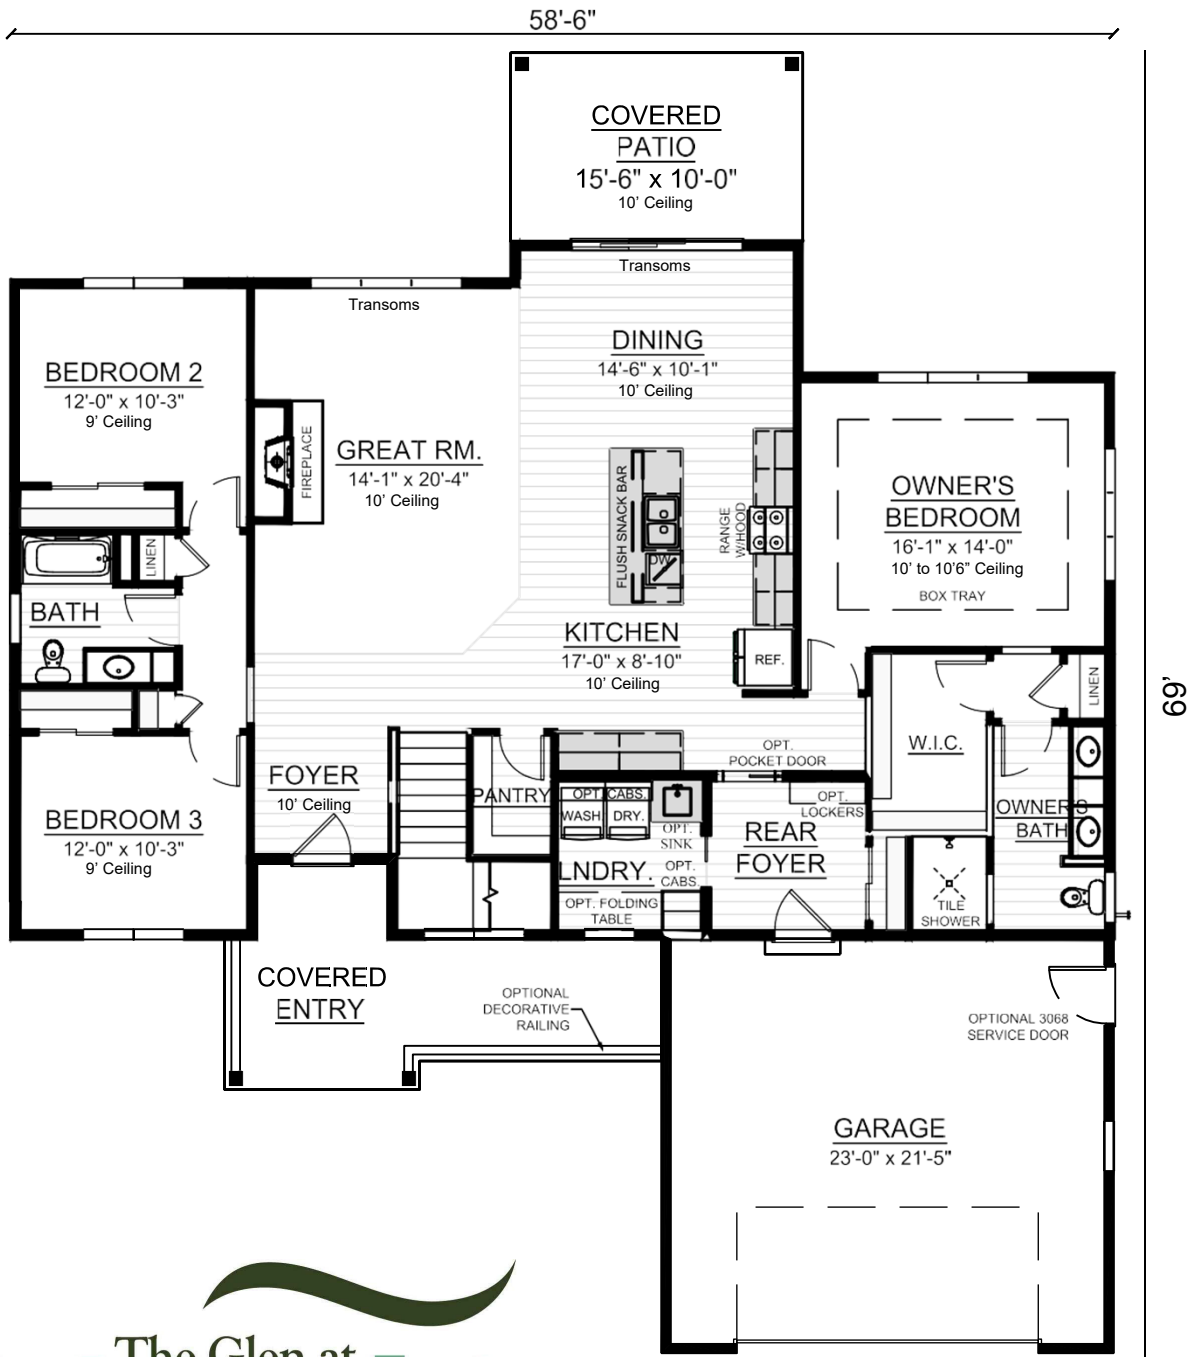 58'-6"
COVERED
PATIO
15'-6" x 10'-0"
10' Ceiling
Transoms
Transoms
BEDROOM 2
12'-0" x 10'-3"
9' Ceiling
DINING
14'-6" x 10'-1"
10' Ceiling
GREAT RM.
14'-1" x 20'-4"
10' Ceiling
FIREPLACE
FLUSH SNACK BAR
DW
RANGE
W/HOOD
OWNER'S
BEDROOM
16'-1" x 14'-0"
10' to 10'6" Ceiling
BOX TRAY
LINEN
BATH
KITCHEN
17'-0" x 8'-10"
10' Ceiling
REF.
LINEN
69'
W.I.C.
OPT.
POCKET DOOR
FOYER
10' Ceiling
PANTRY
OPT. CABS.
WASH
DRY.
OPT.
SINK
OPT.
LOCKERS
OWNER'S
BATH
BEDROOM 3
12'-0" x 10'-3"
9' Ceiling
REAR
FOYER
LNDRY.
OPT.
CABS.
OPT. FOLDING
TABLE
TILE
SHOWER
COVERED
ENTRY
OPTIONAL
DECORATIVE
RAILING
OPTIONAL 3068
SERVICE DOOR
GARAGE
23'-0" x 21'-5"
The Glen at